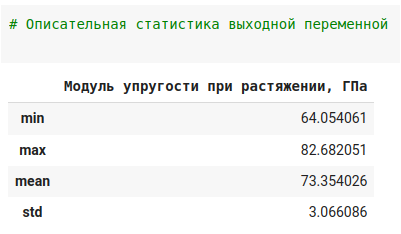 # Описательная статистика выходной переменной
Модуль упругости при растяжении, ГПа
min 64.054061
max 82.682051
mean 73.354026
std 3.066086